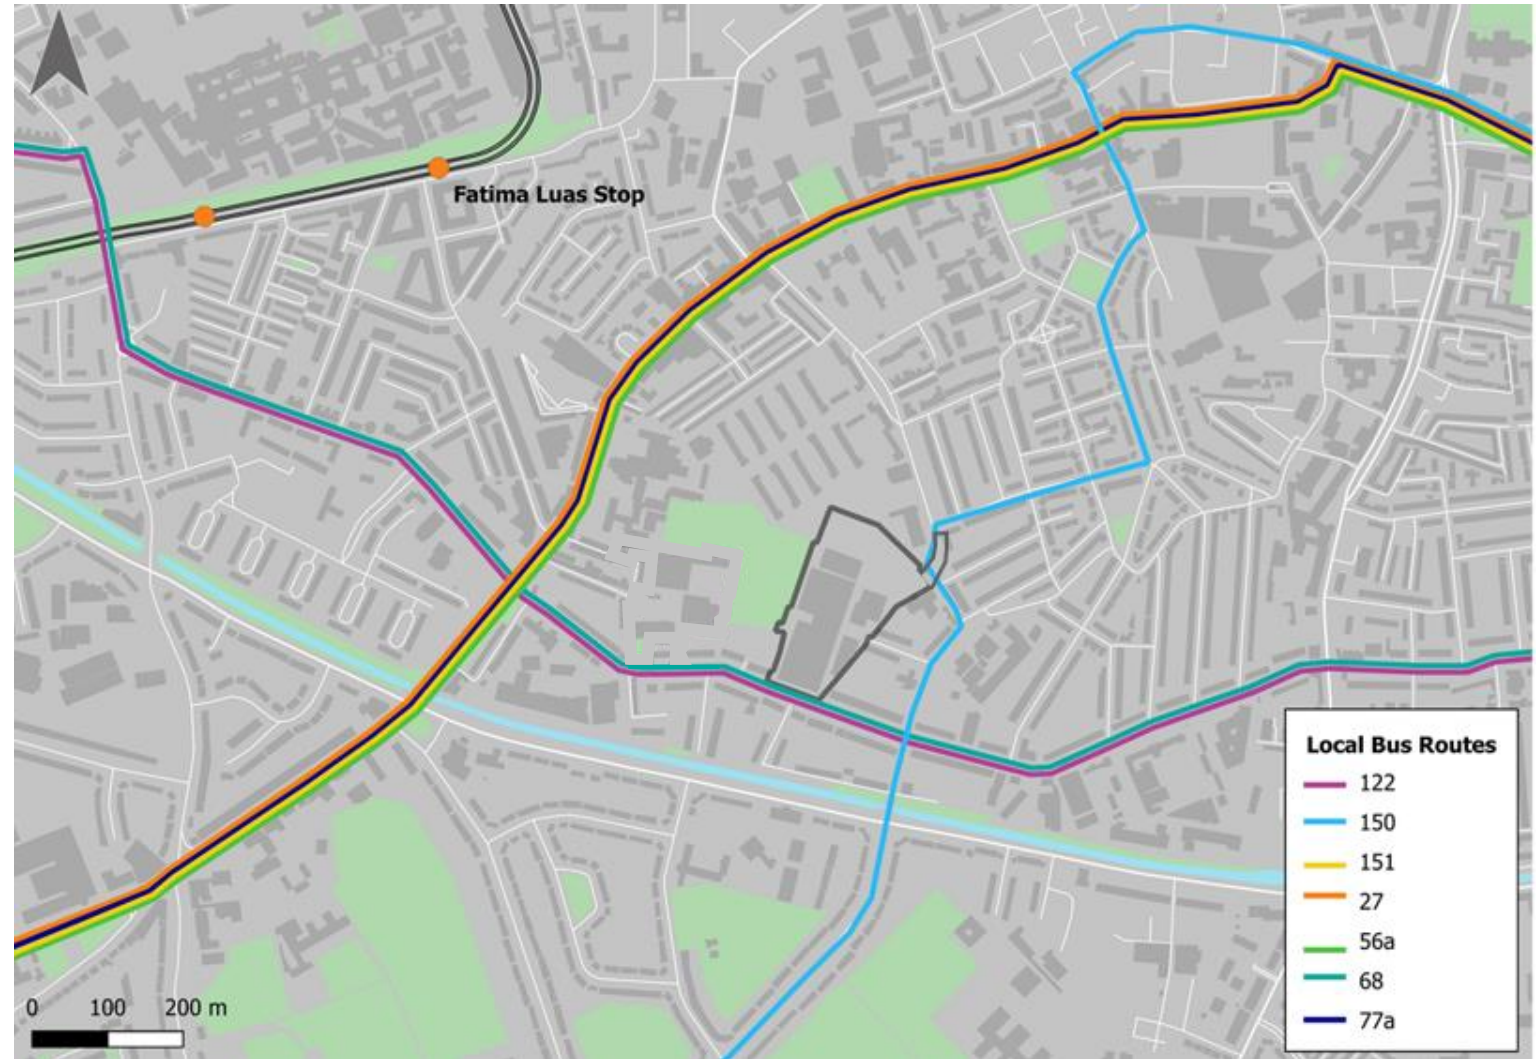 Fatima Luas Stop
Local Bus Routes
122
150
151
27
56a
68
77a
0 100 200 m